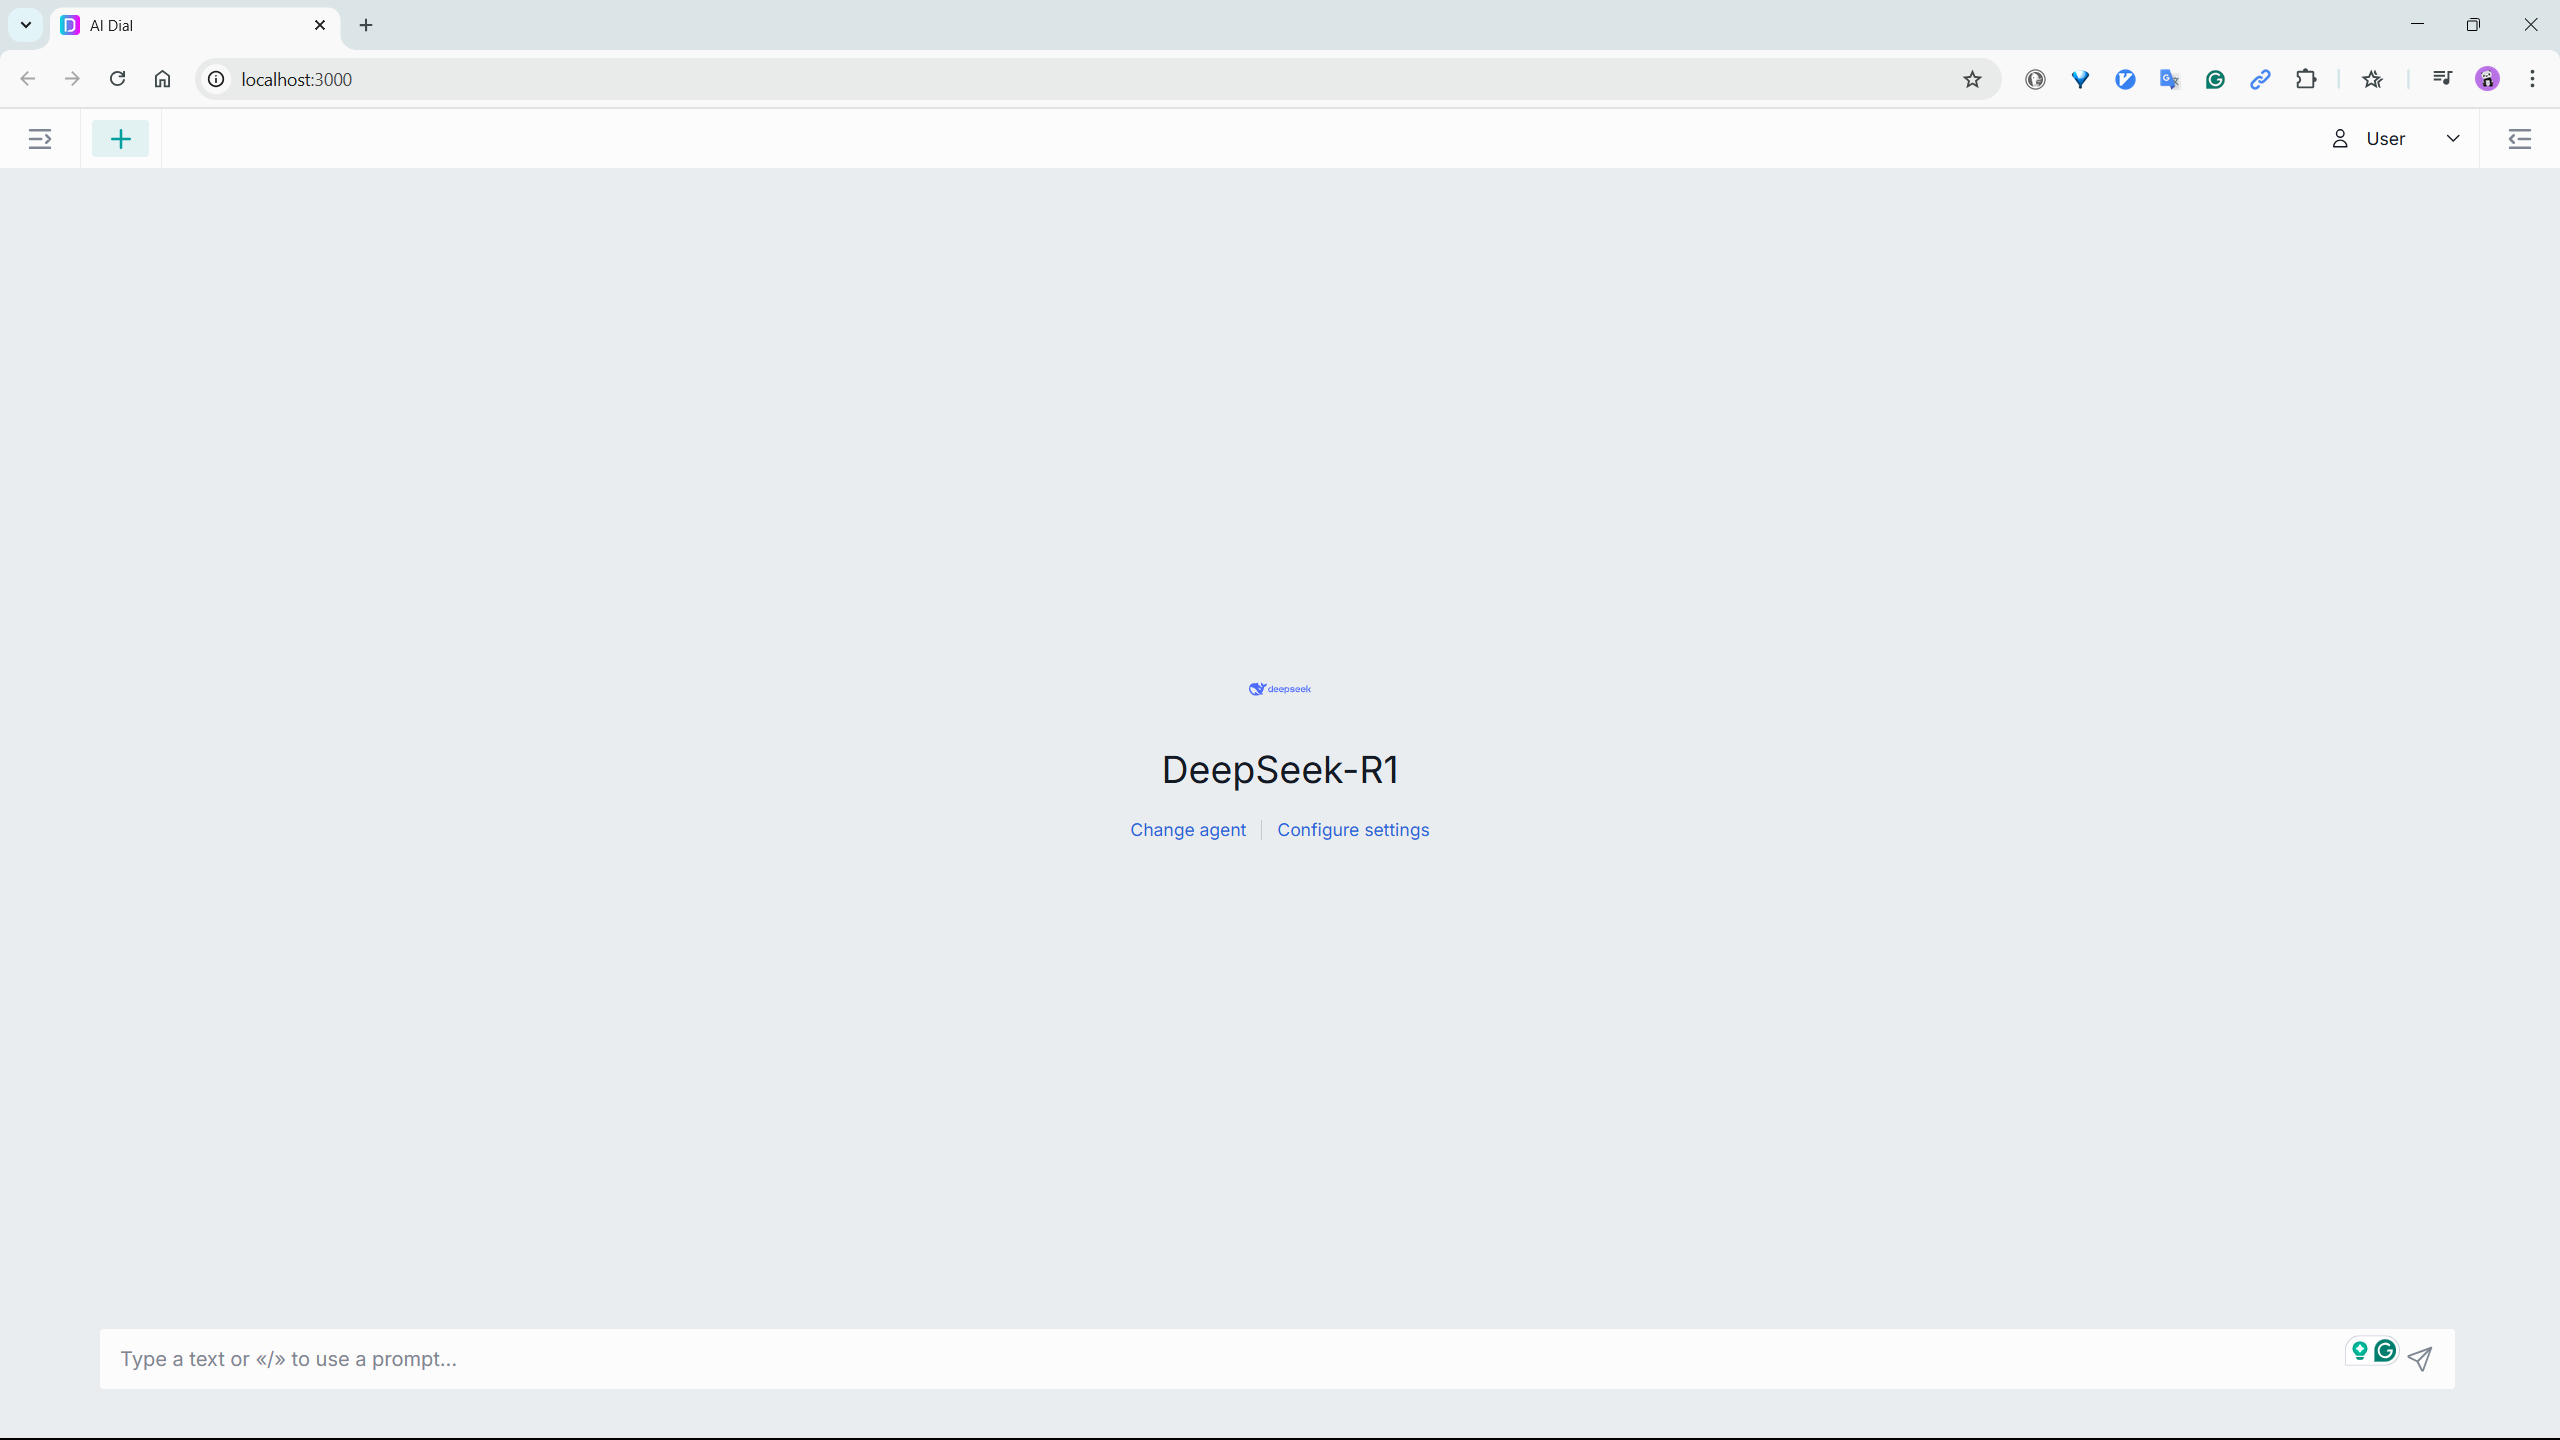 AI Dial
localhost:3000
User
deepseek
DeepSeek-R1
Change agent
Configure settings
Type a text or «/» to use a prompt...